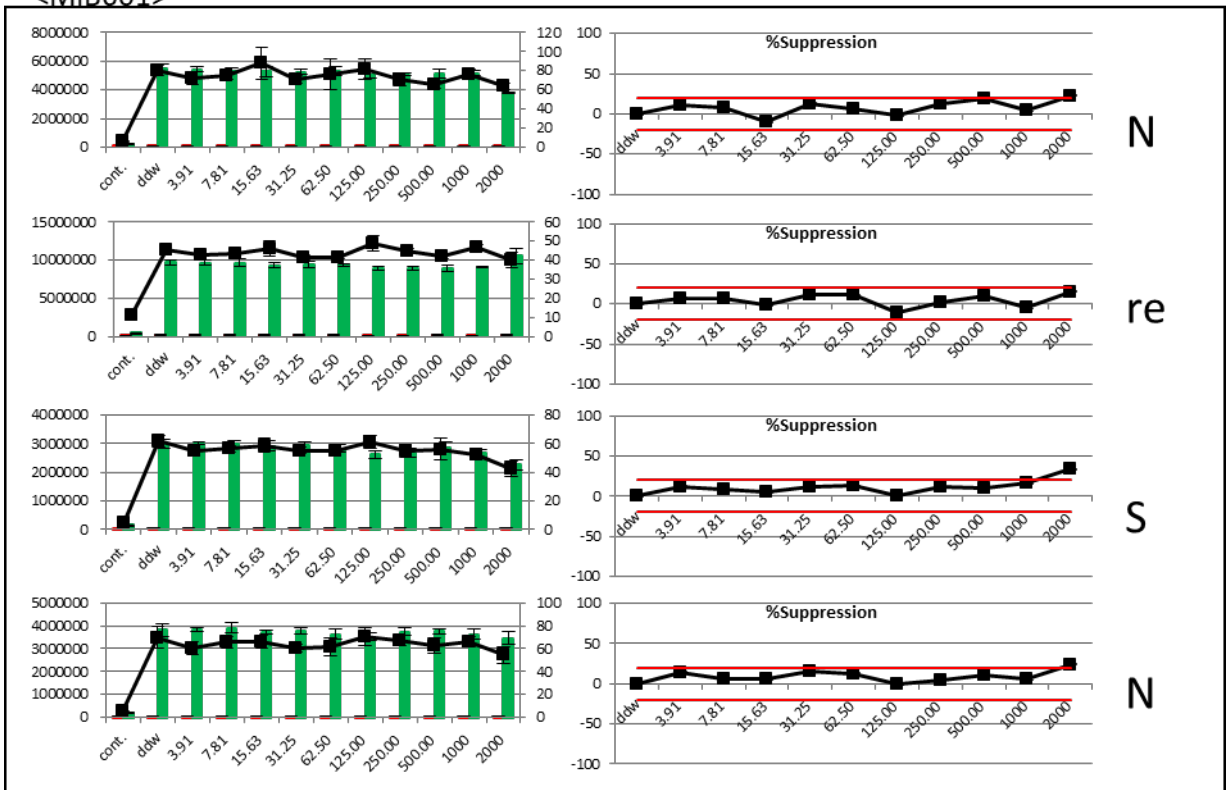 8000000 6000000 4000000 2000000 0
120 100 80 60 40 20 0
cont. ddw 3.91 7.81 15.63 31.25 62.50 125.00 250.00 500.00 1000 2000
%Suppression
100 50 0 -50 -100
ddw 3.91 7.81 15.63 31.25 62.50 125.00 250.00 500.00 1000 2000
N
15000000 10000000 5000000 0
60 50 40 30 20 10 0
cont. ddw 3.91 7.81 15.63 31.25 62.50 125.00 250.00 500.00 1000 2000
%Suppression
100 50 0 -50 -100
ddw 3.91 7.81 15.63 31.25 62.50 125.00 250.00 500.00 1000 2000
re
4000000 3000000 2000000 1000000 0
80 60 40 20 0
cont. ddw 3.91 7.81 15.63 31.25 62.50 125.00 250.00 500.00 1000 2000
%Suppression
100 50 0 -50 -100
ddw 3.91 7.81 15.63 31.25 62.50 125.00 250.00 500.00 1000 2000
S
5000000 4000000 3000000 2000000 1000000 0
100 80 60 40 20 0
cont. ddw 3.91 7.81 15.63 31.25 62.50 125.00 250.00 500.00 1000 2000
%Suppression
100 50 0 -50 -100
ddw 3.91 7.81 15.63 31.25 62.50 125.00 250.00 500.00 1000 2000
N